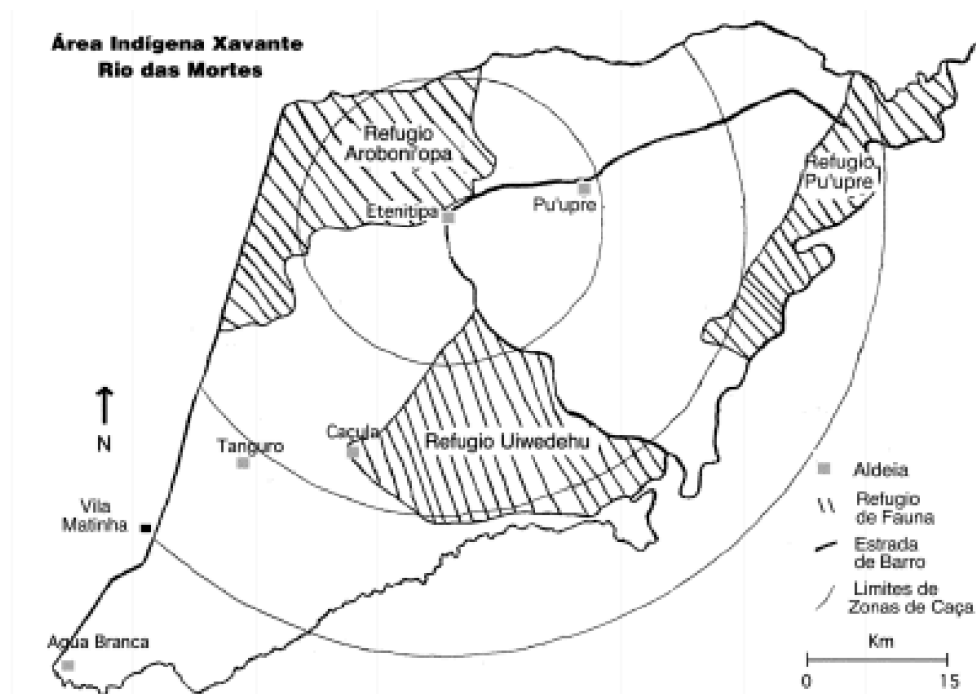 Área Indígena Xavante
Rio das Mortes
Refugio
Aroboni'opa
Refugio
Pu'upre
Etenitipa
Pu'upre
Caçula
Refugio Uiwedehu
Tanguro
N
Vila
Matinha
Agua Branca
Aldeia
Refugio
de Fauna
Estrada
de Barro
Limites de
Zonas de Caça
Km
0 15